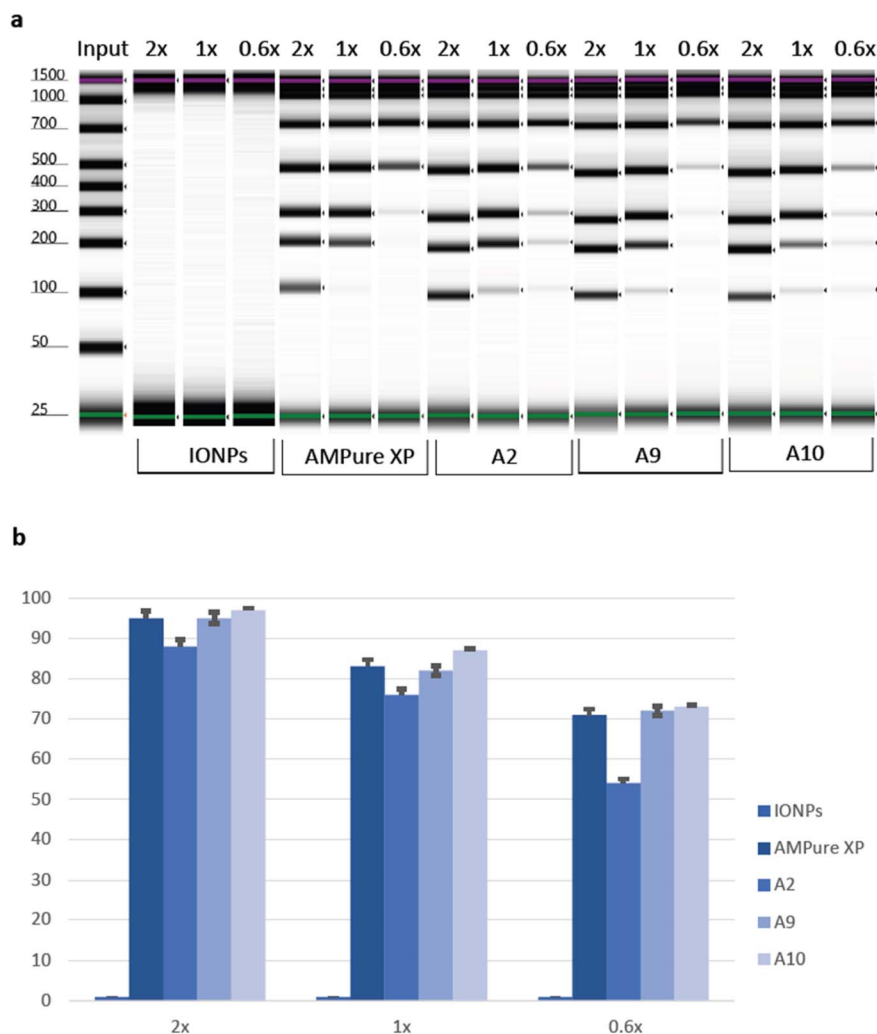 a
Input 2x 1x 0.6x 2x 1x 0.6x 2x 1x 0.6x 2x 1x 0.6x 2x 1x 0.6x
1500
1000
700
500
400
300
200
100
50
25
IONPs AMPure XP A2 A9 A10
b
100
90
80
70
60
50
40
30
20
10
0
2x 1x 0.6x
IONPs
AMPure XP
A2
A9
A10